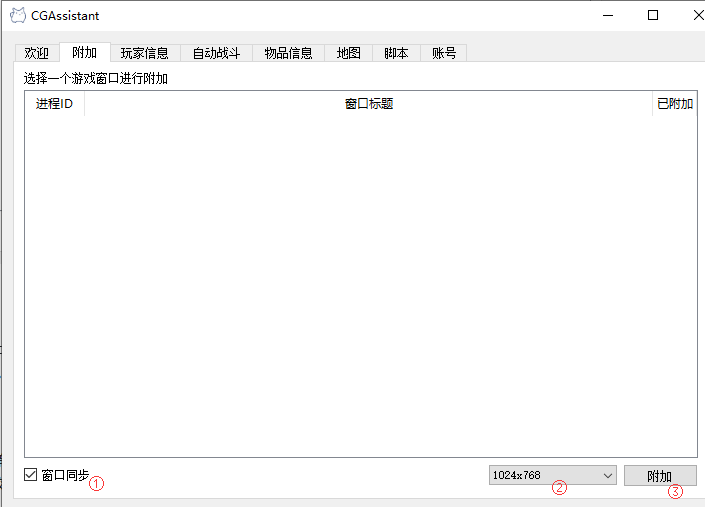 CGAssistant
欢迎 附加 玩家信息 自动战斗 物品信息 地图 脚本 账号
选择一个游戏窗口进行附加
进程ID 窗口标题 已附加
窗口同步 ① 1024x768 ② 附加 ③